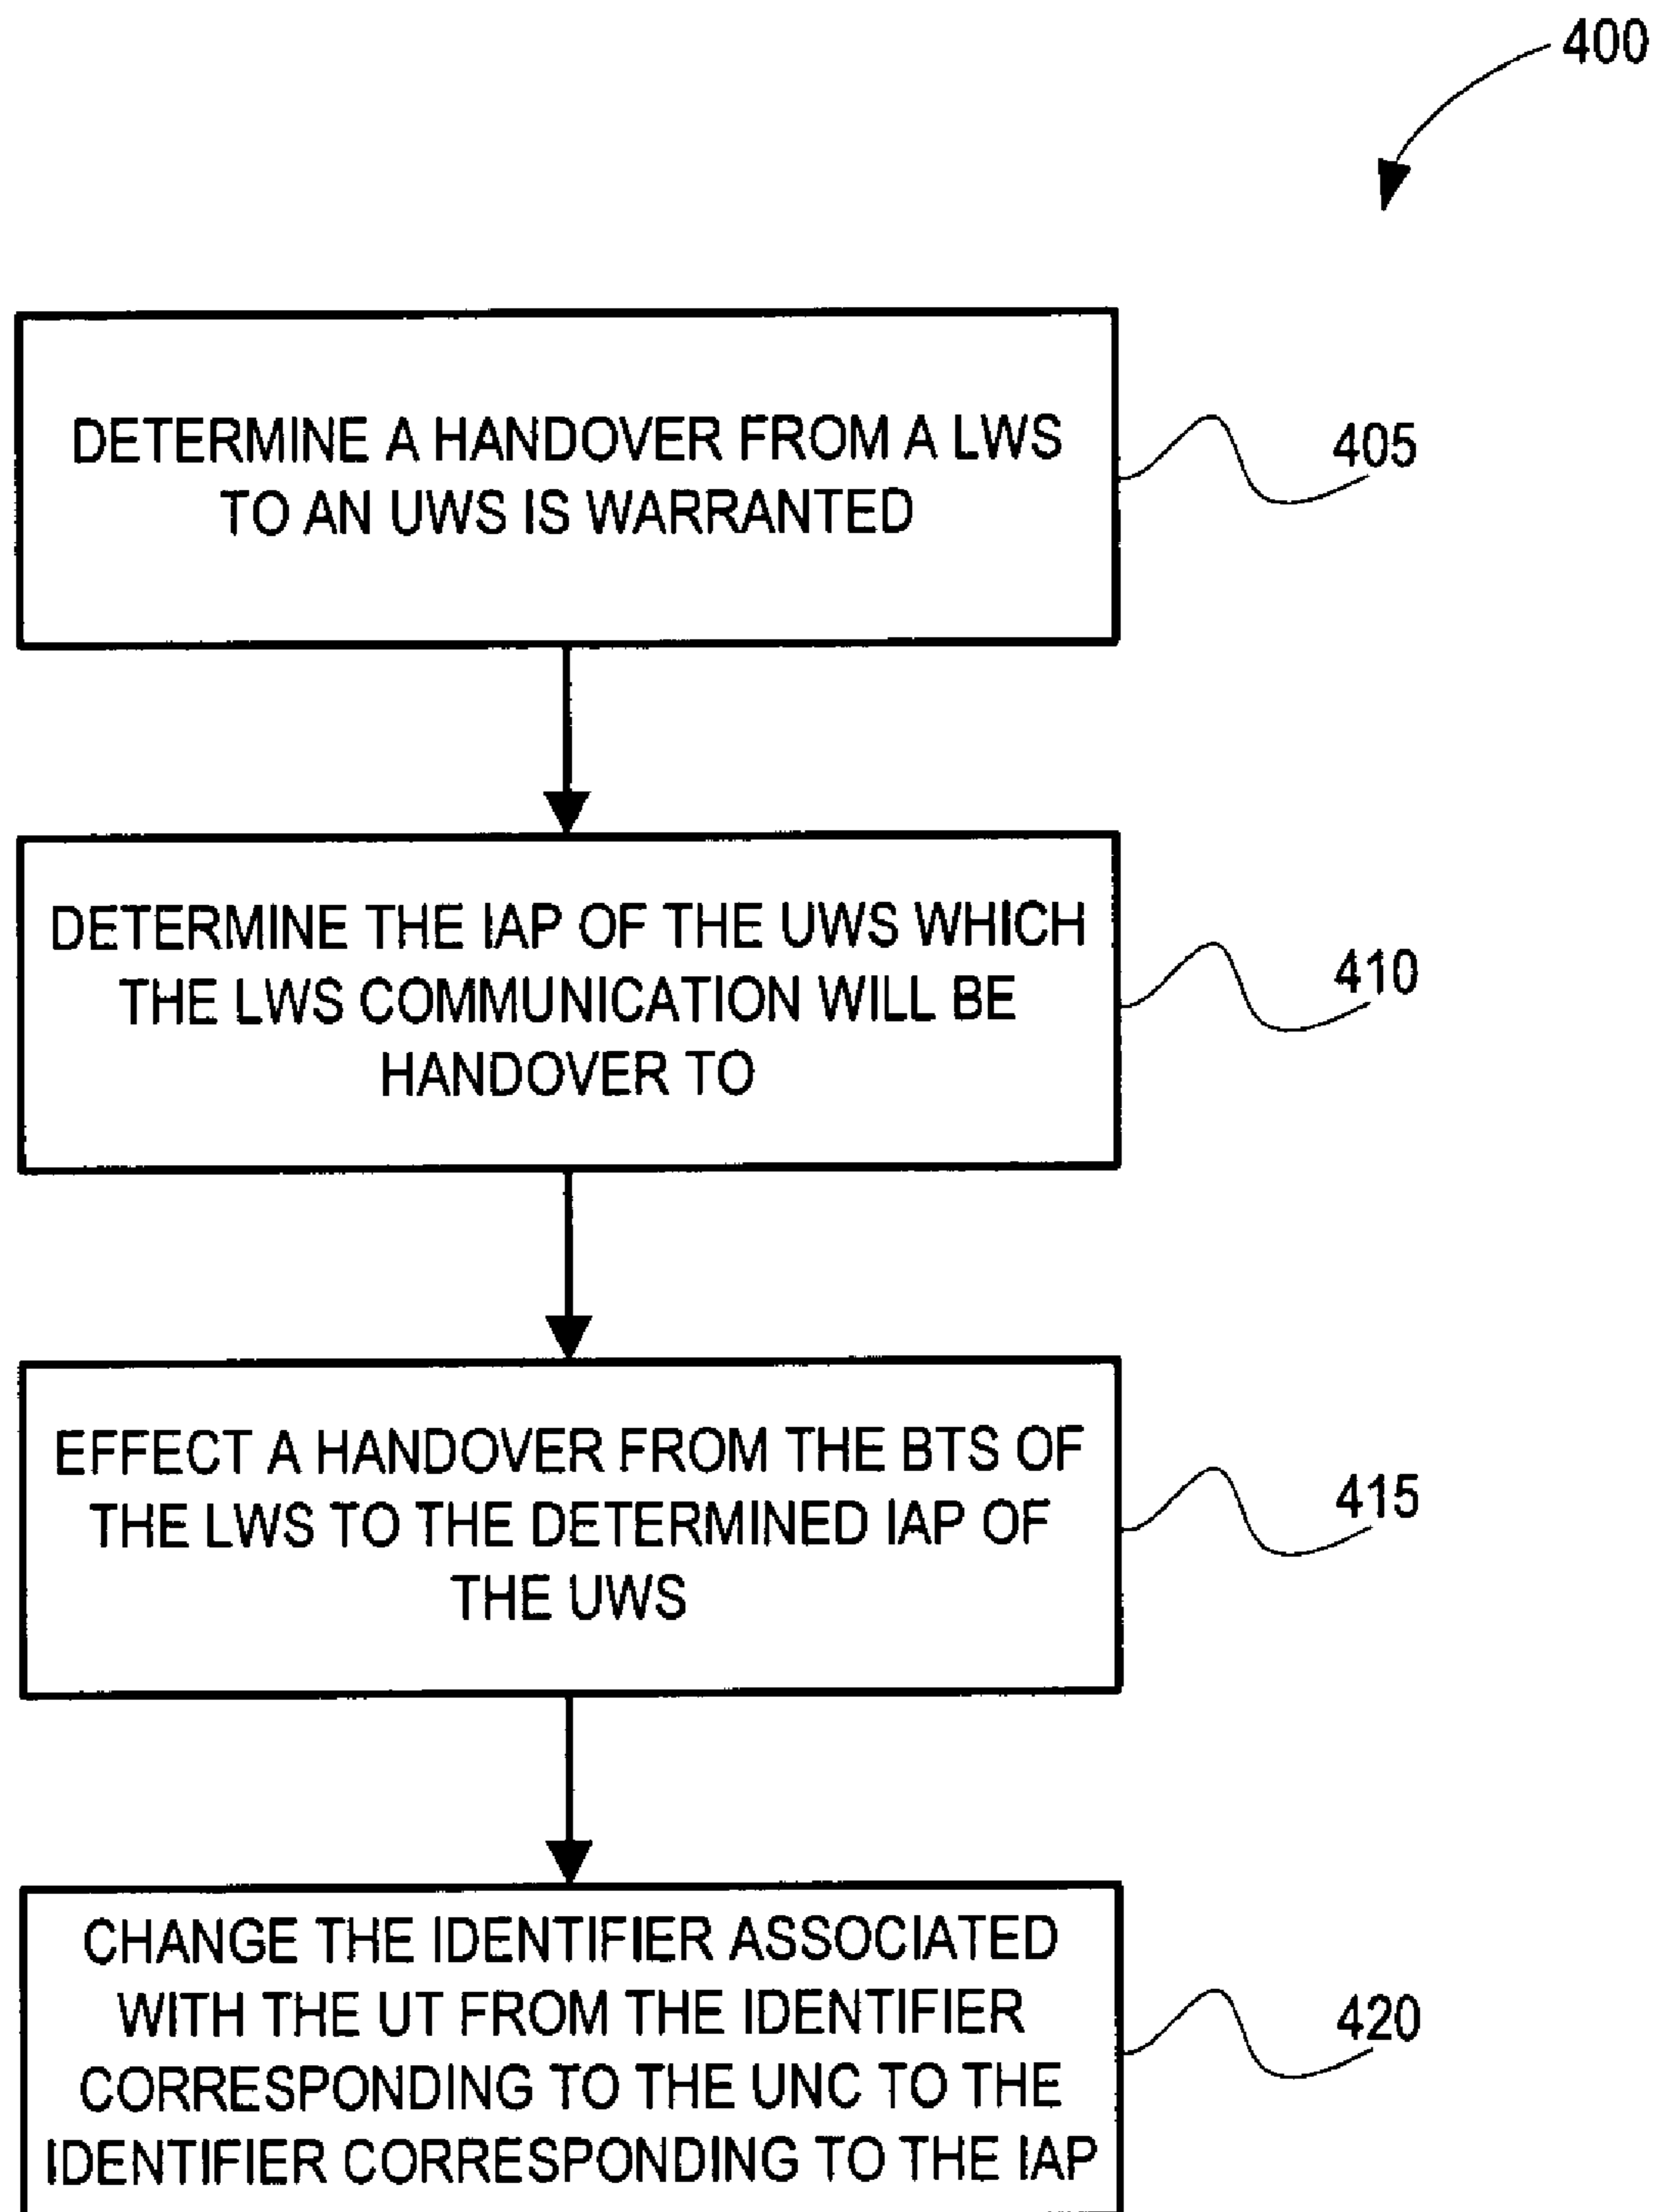 400
DETERMINE A HANDOVER FROM A LWS
TO AN UWS IS WARRANTED
405
DETERMINE THE IAP OF THE UWS WHICH
THE LWS COMMUNICATION WILL BE
HANDOVER TO
410
EFFECT A HANDOVER FROM THE BTS OF
THE LWS TO THE DETERMINED IAP OF
THE UWS
415
CHANGE THE IDENTIFIER ASSOCIATED
WITH THE UT FROM THE IDENTIFIER
CORRESPONDING TO THE UNC TO THE
IDENTIFIER CORRESPONDING TO THE IAP
420